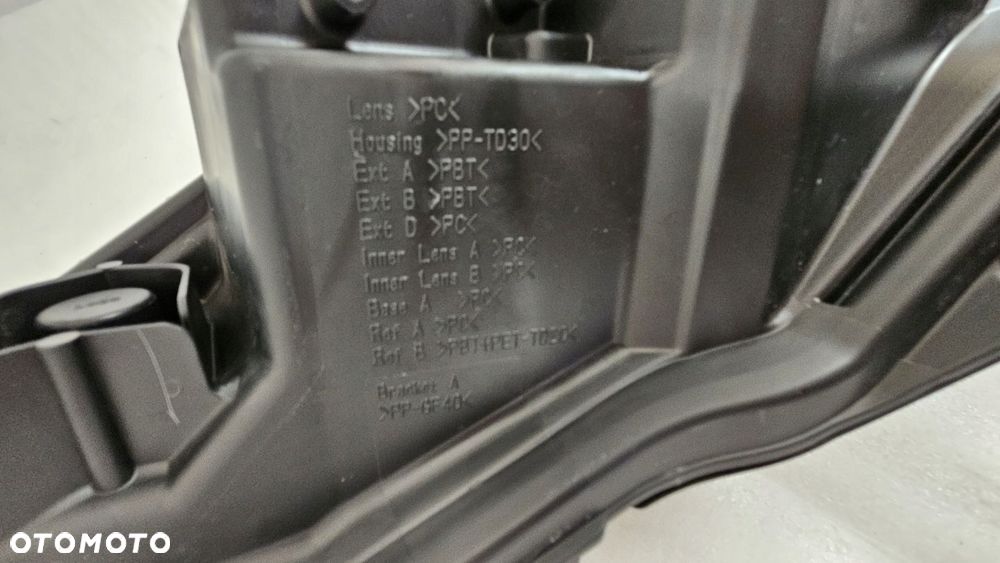 Lens >PC<
Housing >PP-TD30<
Ext A >PBT<
Ext B >PBT<
Ext D >PC<
Inner Lens A >PC<
Inner Lens B >PC<
Base A >PC<
Ref A >PC<
Ref B >PBT+PET-TD20<
Bracket A
>PP-GF40<
OTOMOTO